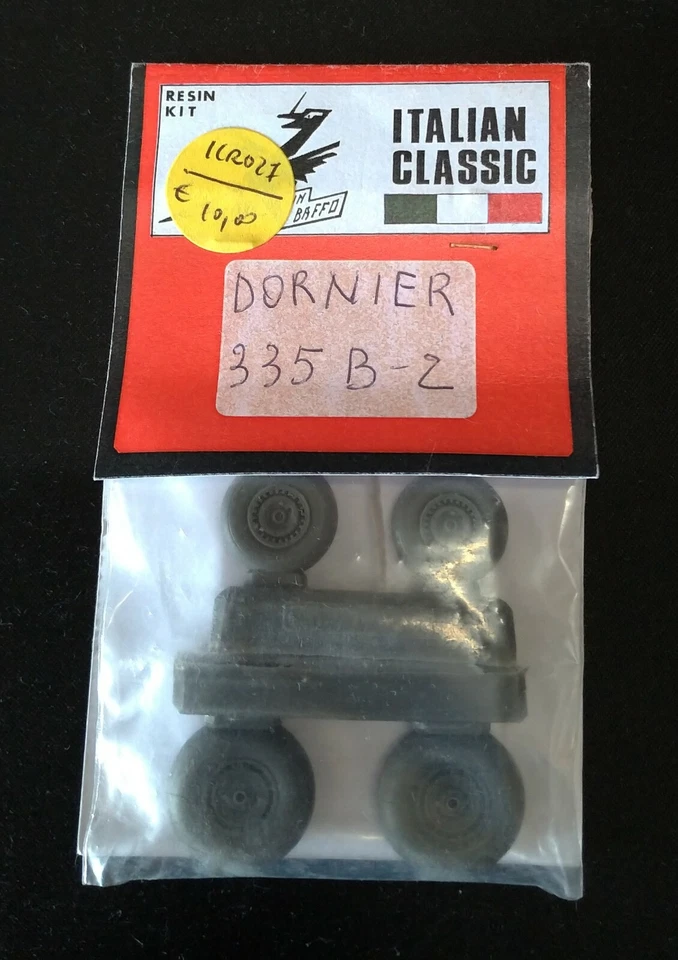 RESIN
KIT
ITALIAN
CLASSIC
ICR027
€ 10,00
BAFFO
DORNIER
335 B-2